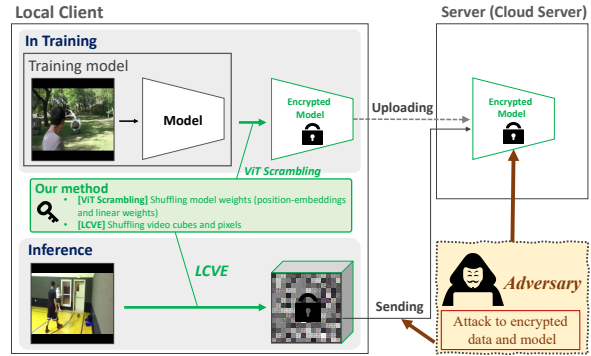 Local Client
Server (Cloud Server)
In Training
Training model
Model
Encrypted
Model
Uploading
Encrypted
Model
ViT Scrambling
Our method
• [ViT Scrambling] Shuffling model weights (position-embeddings
and linear weights)
• [LCVE] Shuffling video cubes and pixels
Inference
LCVE
Sending
Adversary
Attack to encrypted
data and model